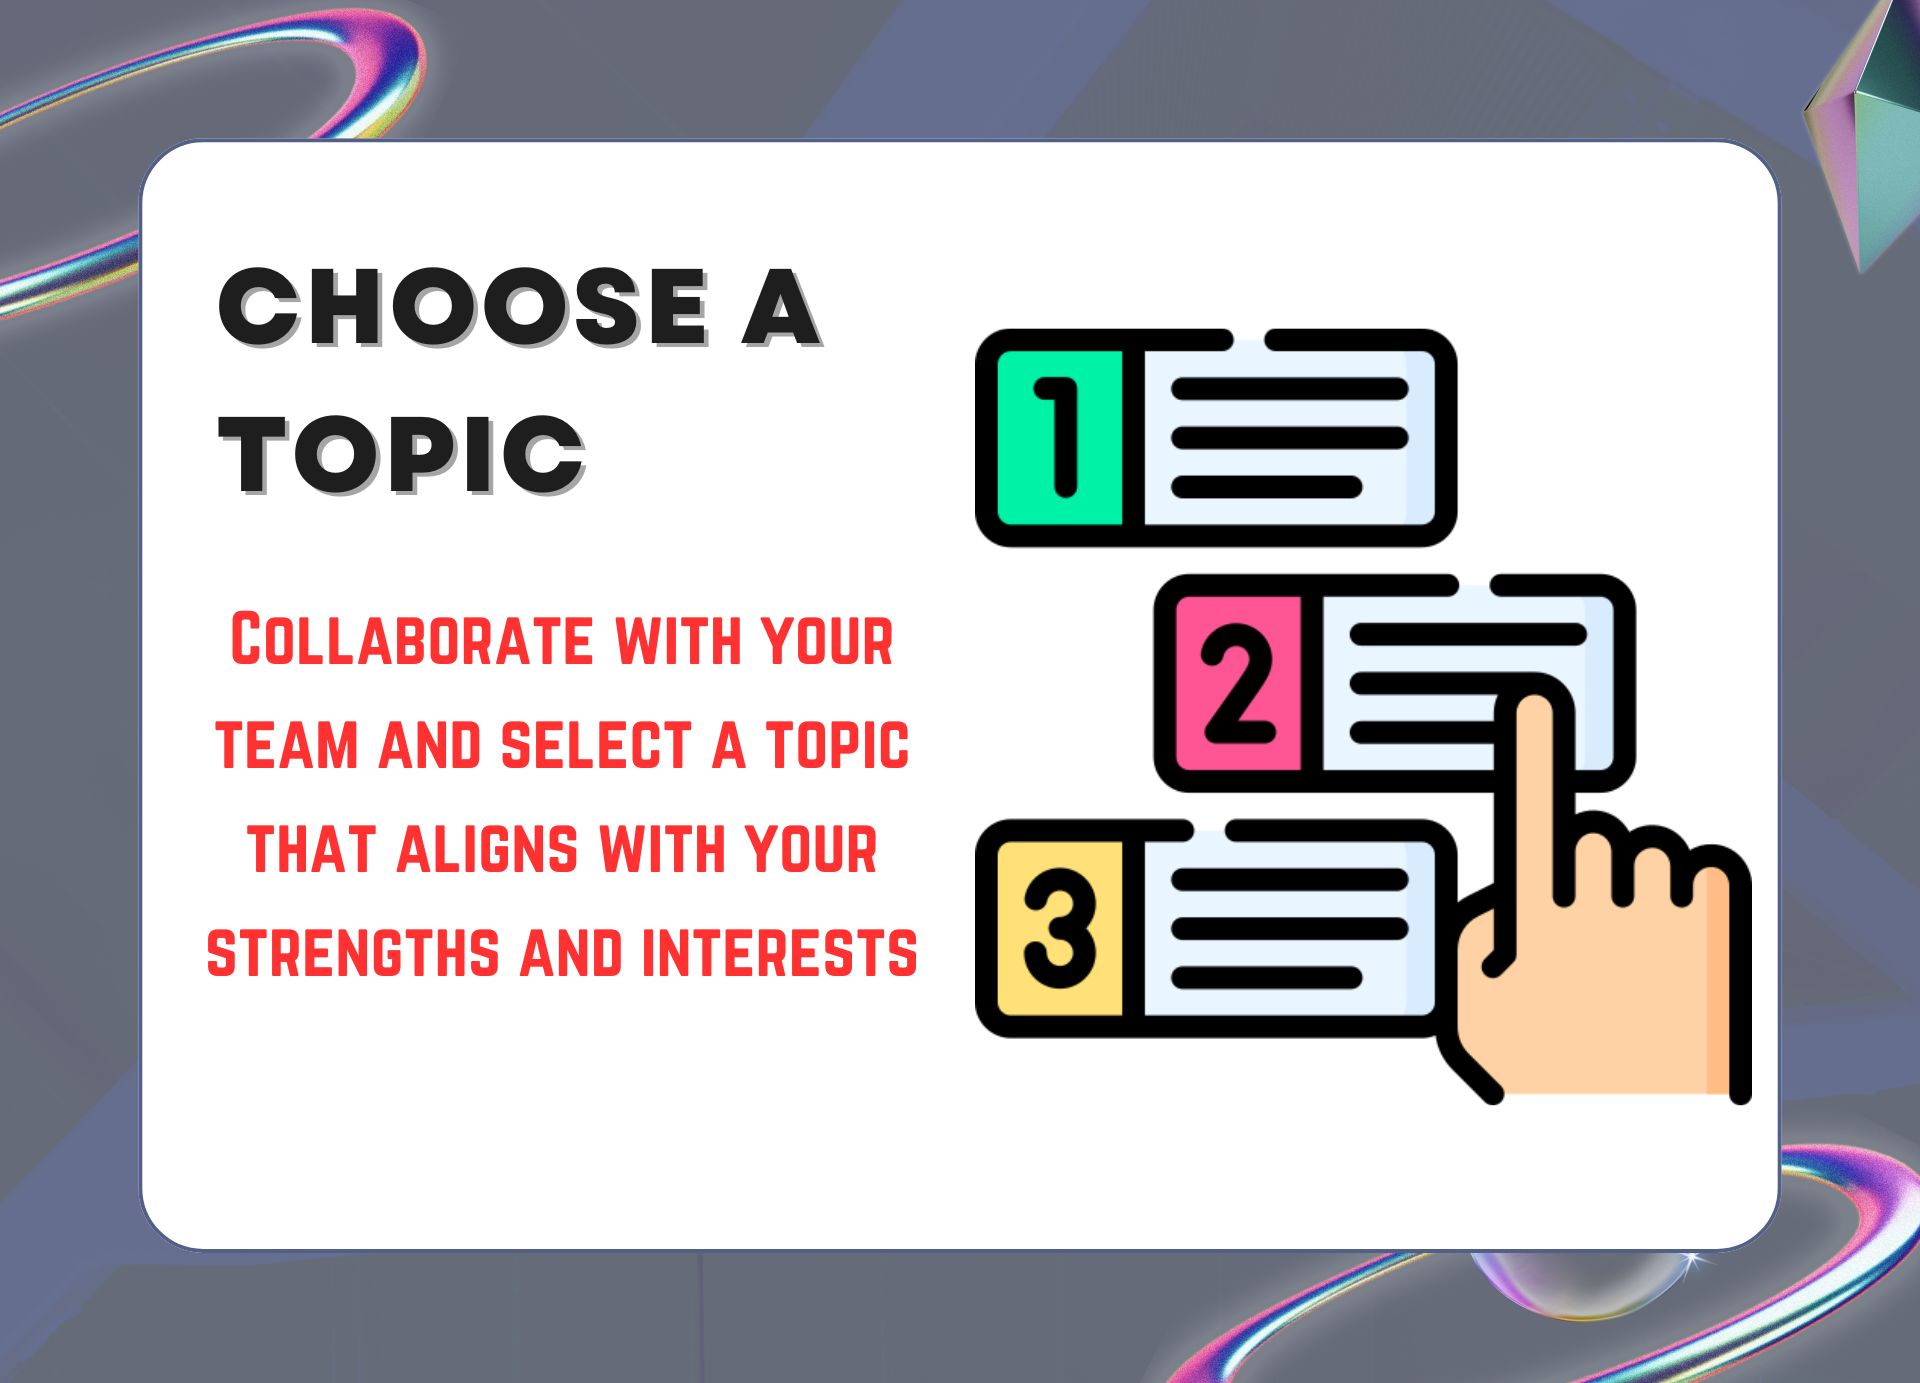 CHOOSE A
TOPIC
Collaborate with your
team and select a topic
that aligns with your
strengths and interests
1
2
3